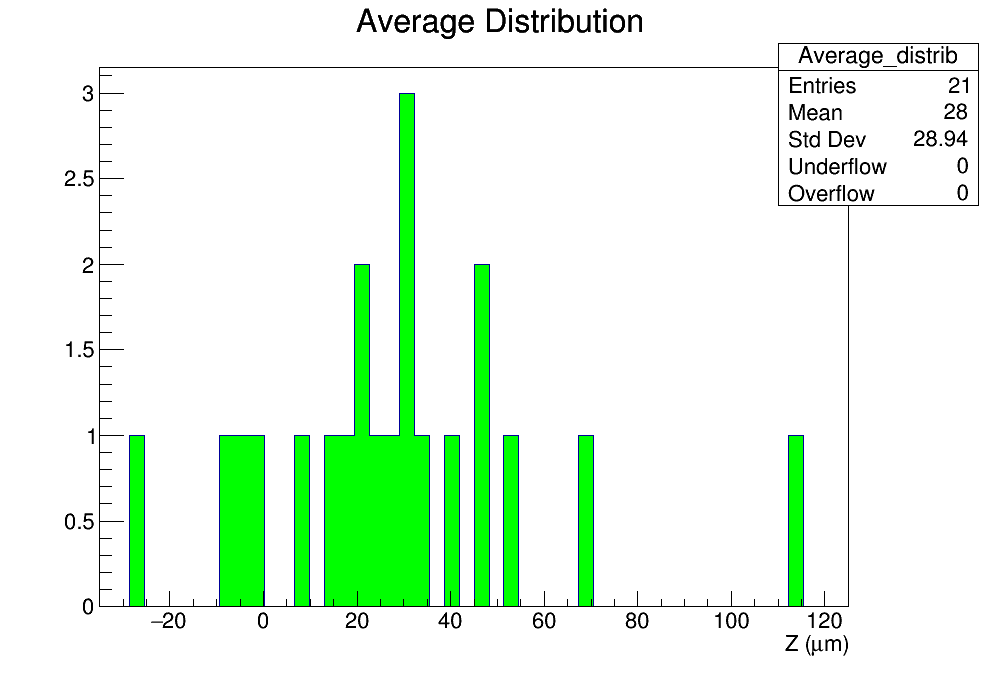 Average Distribution
Average_distrib
Entries 21
Mean 28
Std Dev 28.94
Underflow 0
Overflow 0
3
2.5
2
1.5
1
0.5
0
−20 0 20 40 60 80 100 120
Z (μm)